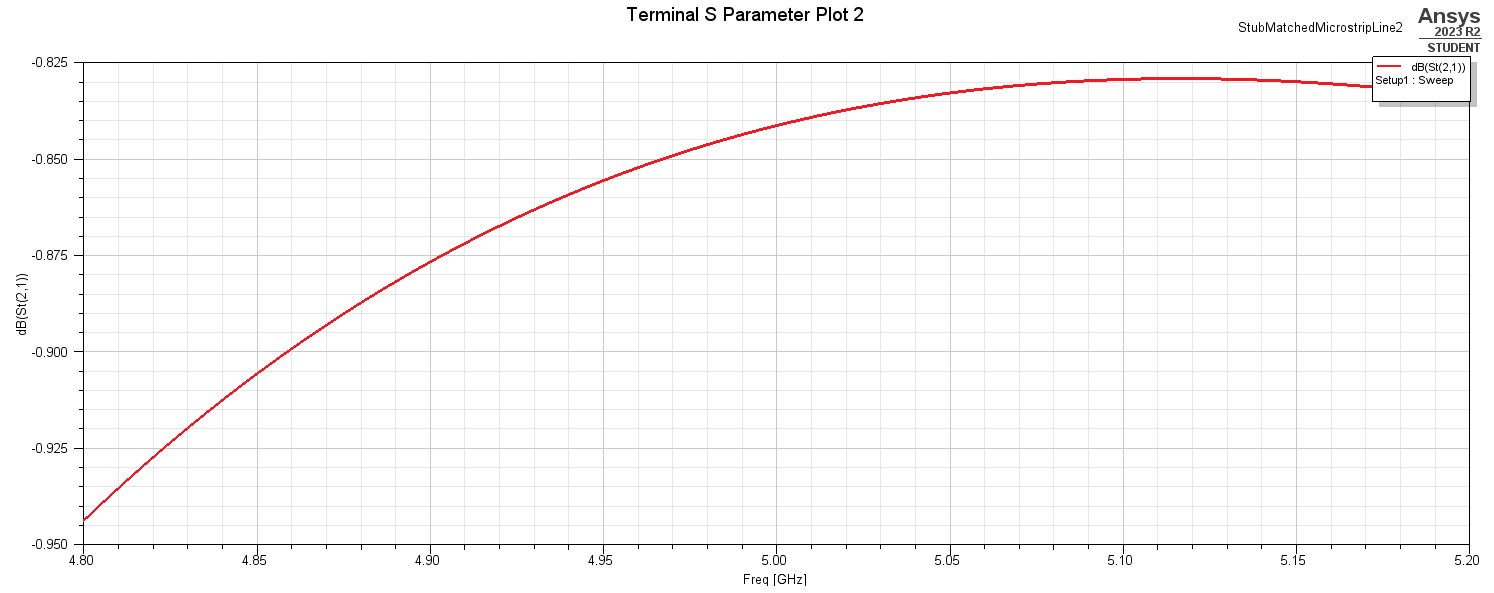 Terminal S Parameter Plot 2
StubMatchedMicrostripLine2
Ansys
2023 R2
STUDENT
dB(St(2,1))
Setup1 : Sweep
-0.825
-0.850
-0.875
-0.900
-0.925
-0.950
dB(St(2,1))
4.80 4.85 4.90 4.95 5.00 5.05 5.10 5.15 5.20
Freq [GHz]